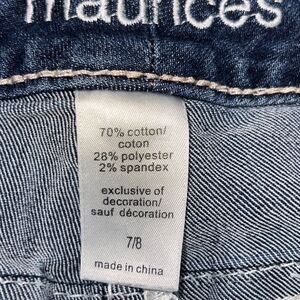 maurices
70% cotton/
coton
28% polyester
2% spandex
exclusive of
decoration/
sauf décoration
7/8
made in china